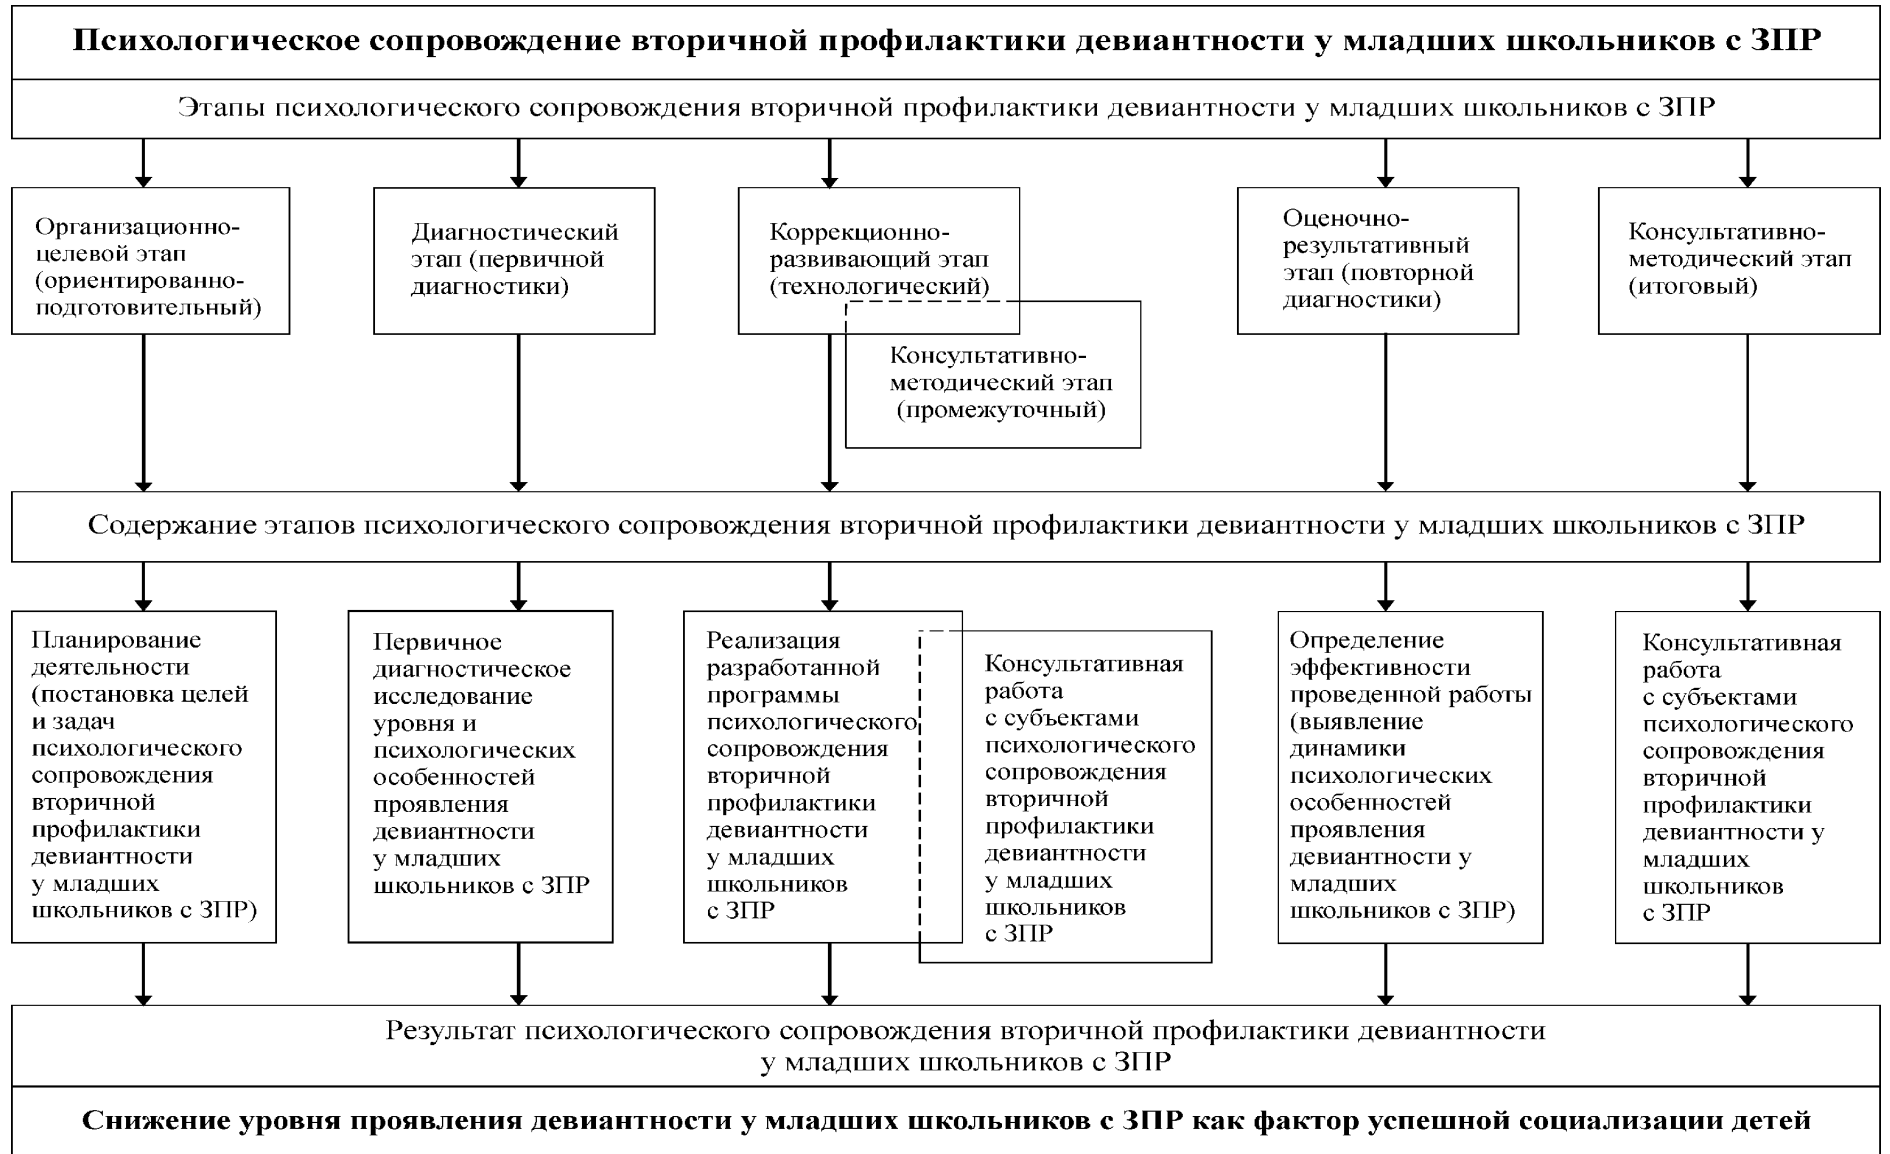 Психологическое сопровождение вторичной профилактики девиантности у младших школьников с ЗПР
Этапы психологического сопровождения вторичной профилактики девиантности у младших школьников с ЗПР
Организационно-
целевой этап
(ориентированно-
подготовительный)
Диагностический
этап (первичной
диагностики)
Коррекционно-
развивающий этап
(технологический)
Консультативно-
методический этап
(промежуточный)
Оценочно-
результативный
этап (повторной
диагностики)
Консультативно-
методический этап
(итоговый)
Содержание этапов психологического сопровождения вторичной профилактики девиантности у младших школьников с ЗПР
Планирование
деятельности
(постановка целей
и задач
психологического
сопровождения
вторичной
профилактики
девиантности
у младших
школьников с ЗПР)
Первичное
диагностическое
исследование
уровня и
психологических
особенностей
проявления
девиантности
у младших
школьников с ЗПР
Реализация
разработанной
программы
психологического
сопровождения
вторичной
профилактики
девиантности
у младших
школьников
с ЗПР
Консультативная
работа
с субъектами
психологического
сопровождения
вторичной
профилактики
девиантности
у младших
школьников
с ЗПР
Определение
эффективности
проведенной работы
(выявление
динамики
психологических
особенностей
проявления
девиантности у
младших
школьников с ЗПР)
Консультативная
работа
с субъектами
психологического
сопровождения
вторичной
профилактики
девиантности у
младших
школьников
с ЗПР
Результат психологического сопровождения вторичной профилактики девиантности
у младших школьников с ЗПР
Снижение уровня проявления девиантности у младших школьников с ЗПР как фактор успешной социализации детей